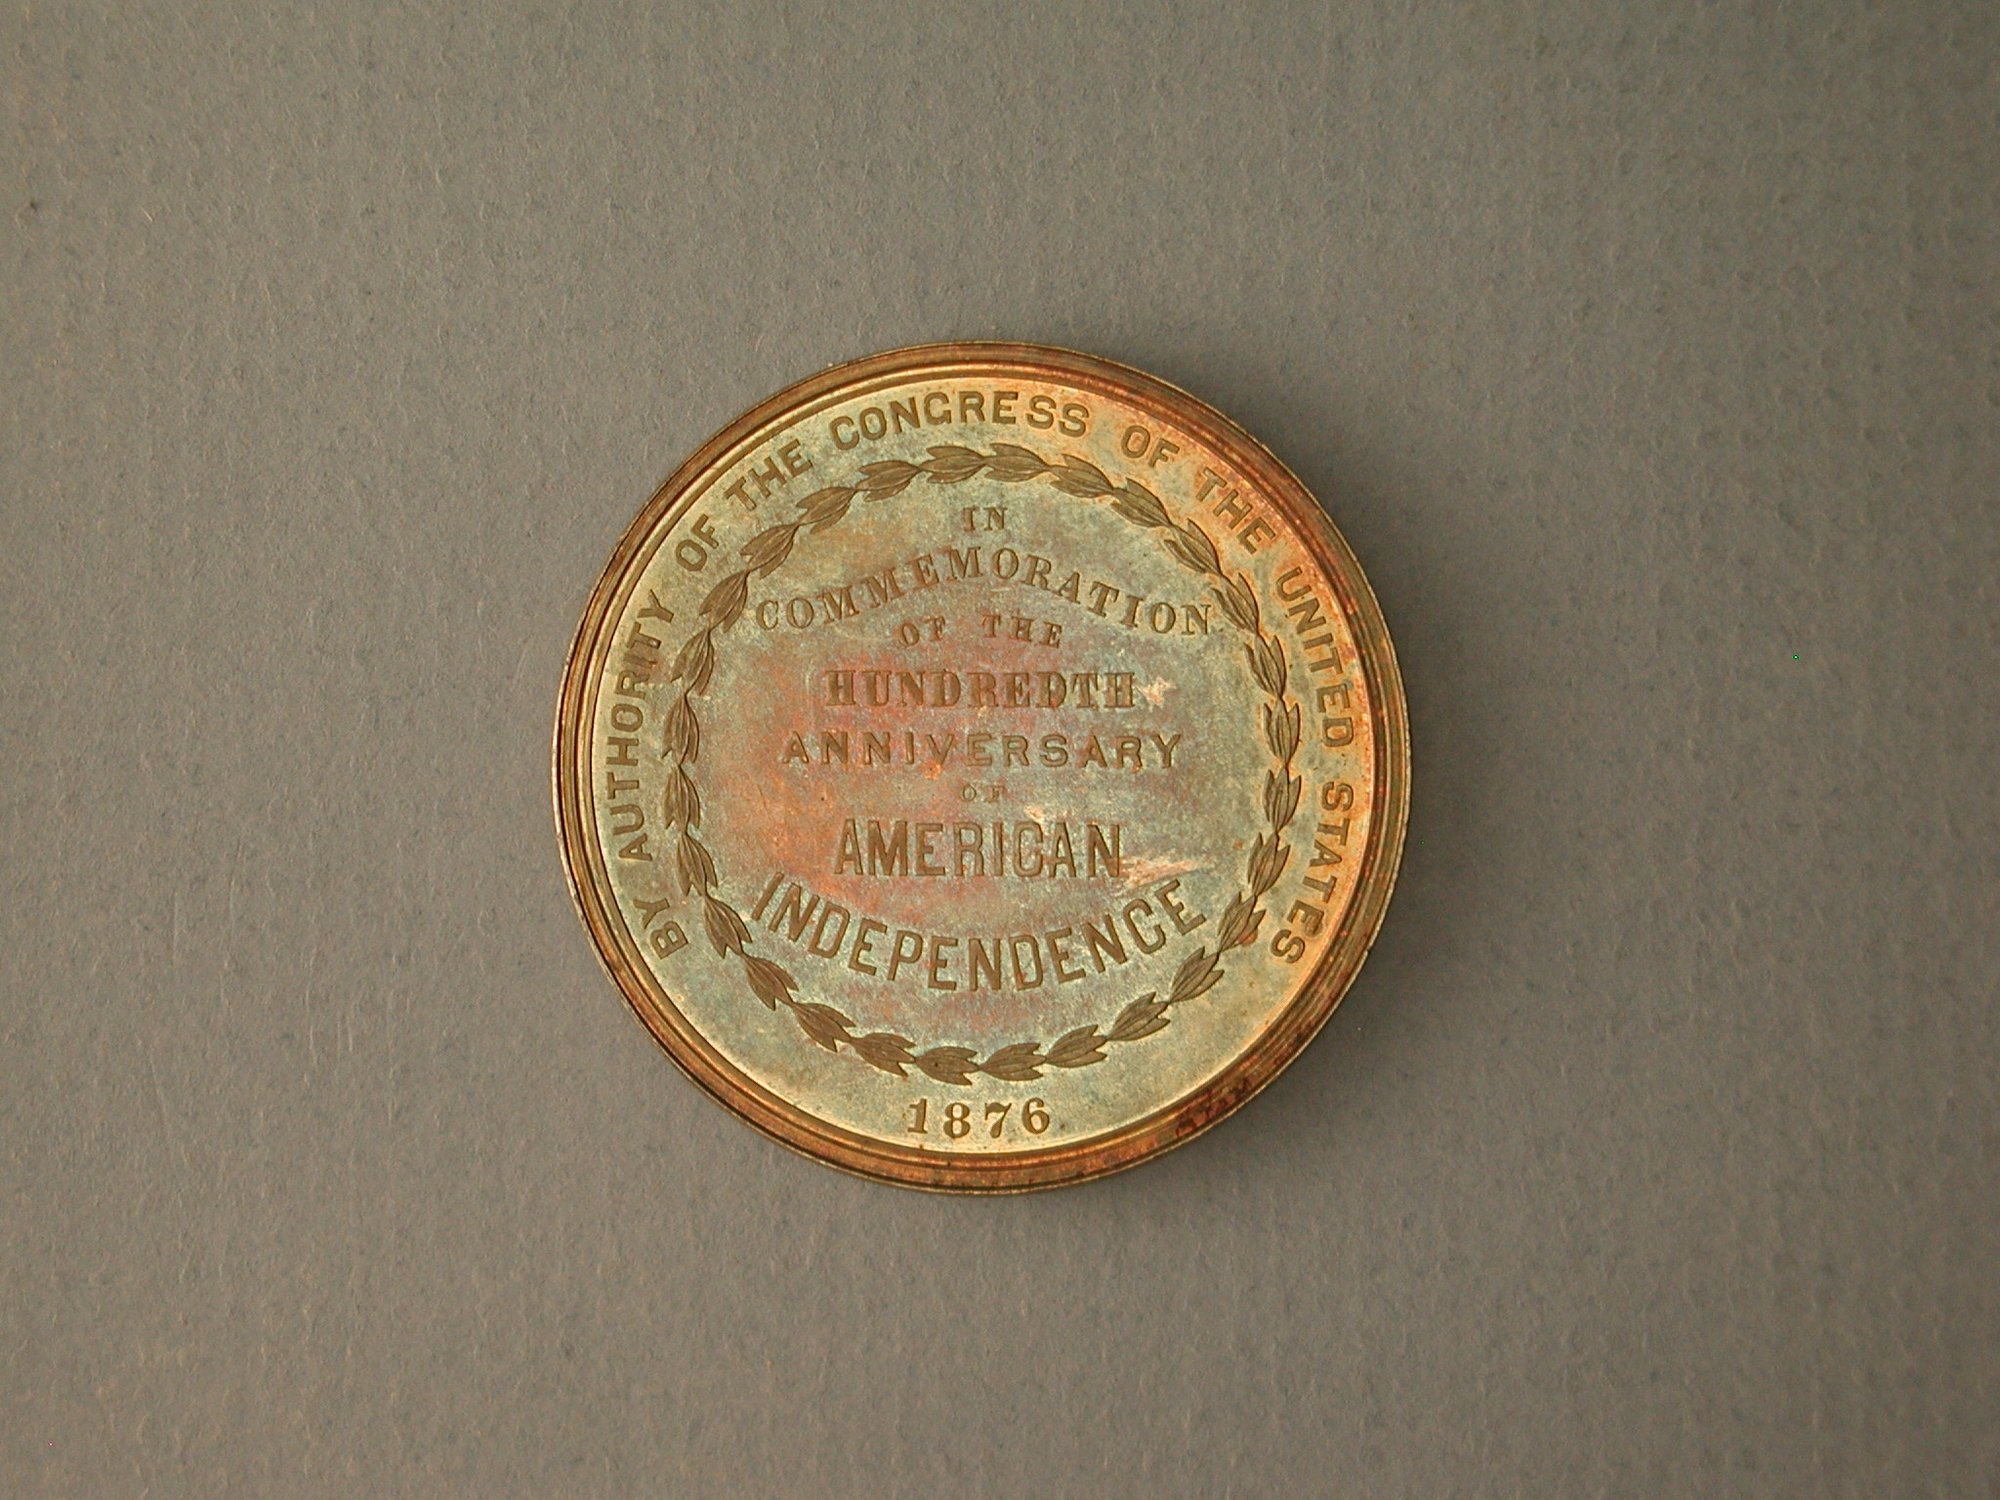 BY AUTHORITY OF THE CONGRESS OF THE UNITED STATES
IN
COMMEMORATION
OF THE
HUNDREDTH
ANNIVERSARY
OF
AMERICAN
INDEPENDENCE
1876